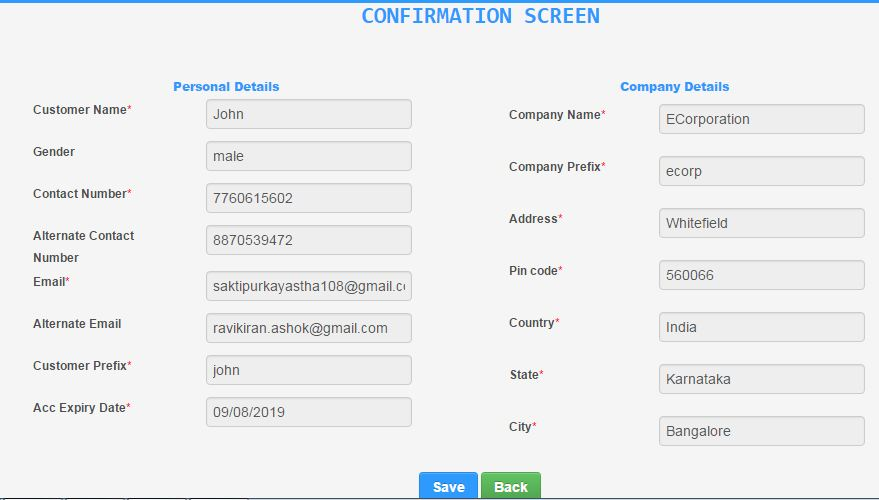 CONFIRMATION SCREEN
Personal Details
Customer Name* John
Gender male
Contact Number* 7760615602
Alternate Contact
Number 8870539472
Email* saktipurkayastha108@gmail.c
Alternate Email ravikiran.ashok@gmail.com
Customer Prefix* john
Acc Expiry Date* 09/08/2019
Company Details
Company Name* ECorporation
Company Prefix* ecorp
Address* Whitefield
Pin code* 560066
Country* India
State* Karnataka
City* Bangalore
Save Back